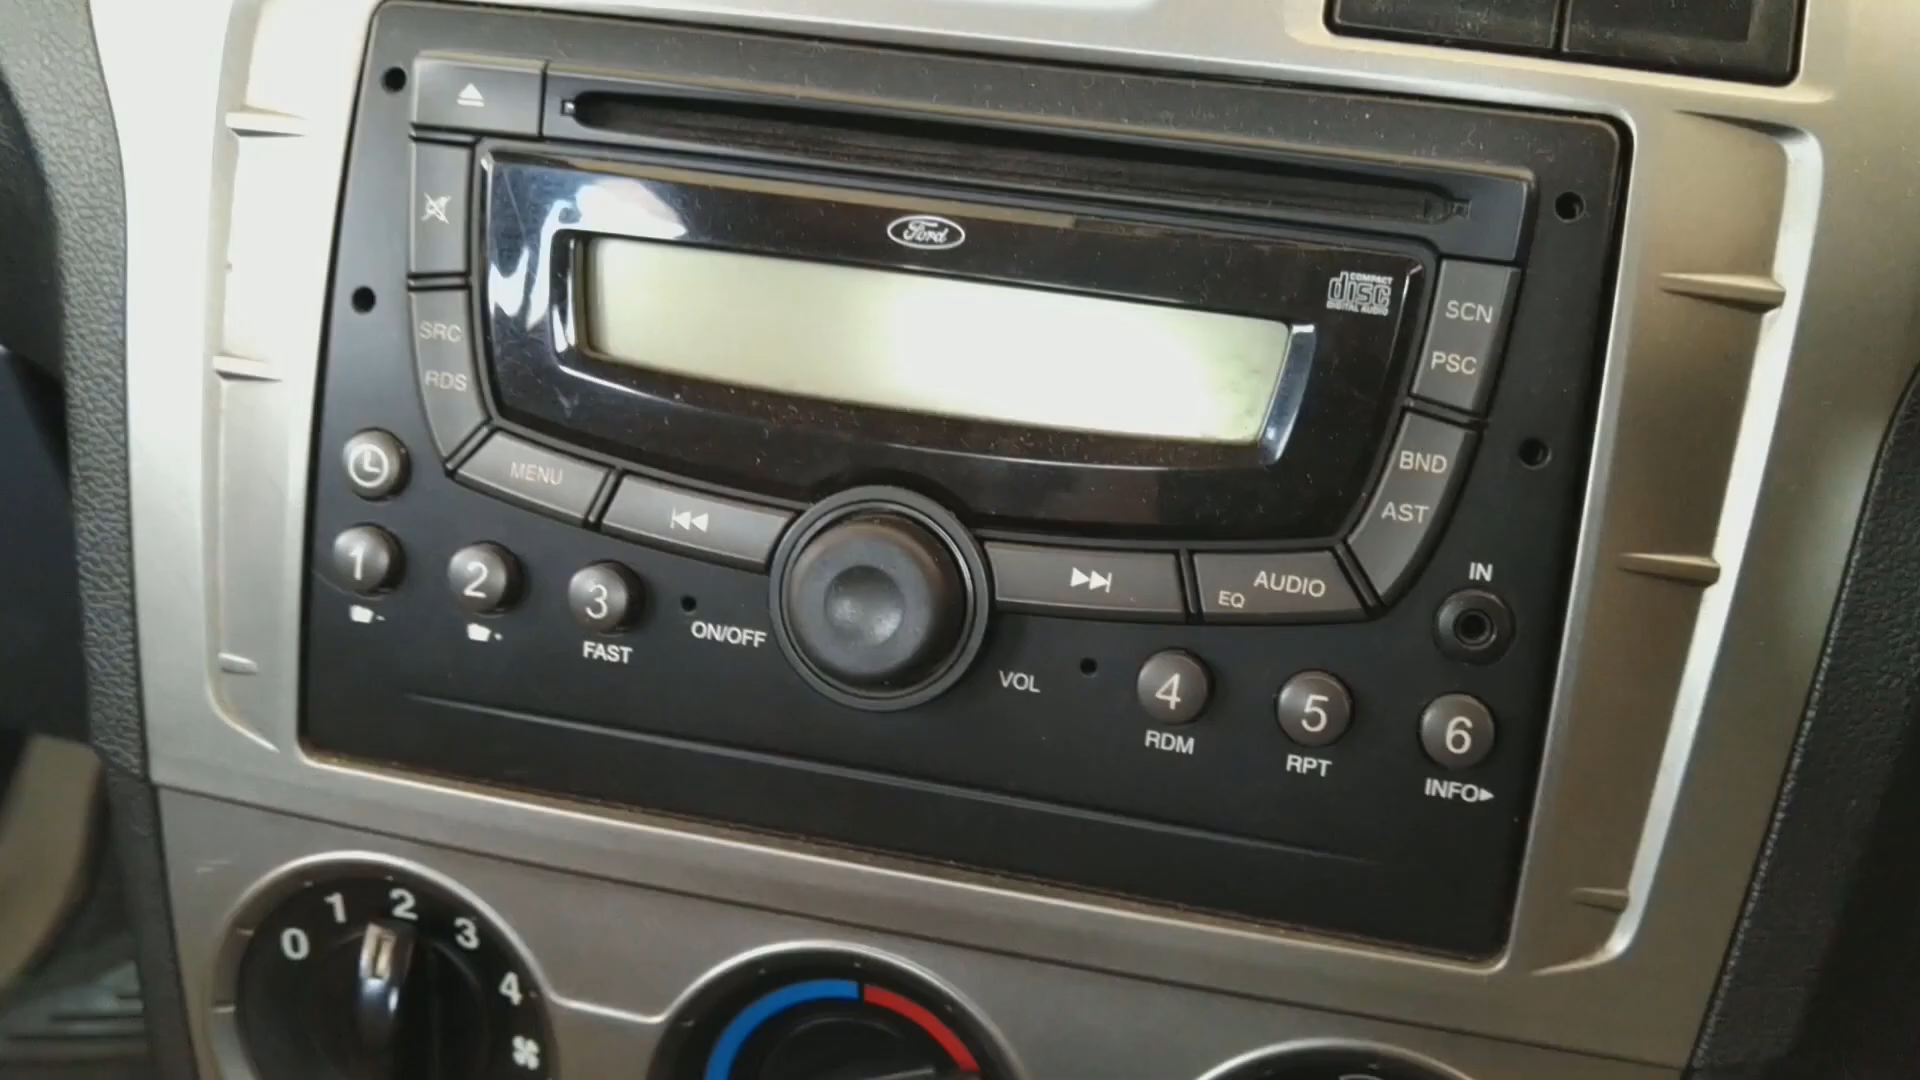 Ford
COMPACT
disc
DIGITAL AUDIO
SCN
PSC
SRC
RDS
MENU
BND
AST
AUDIO
EQ
IN
1
2
3
FAST
ON/OFF
VOL
4
RDM
5
RPT
6
INFO
0
1
2
3
4